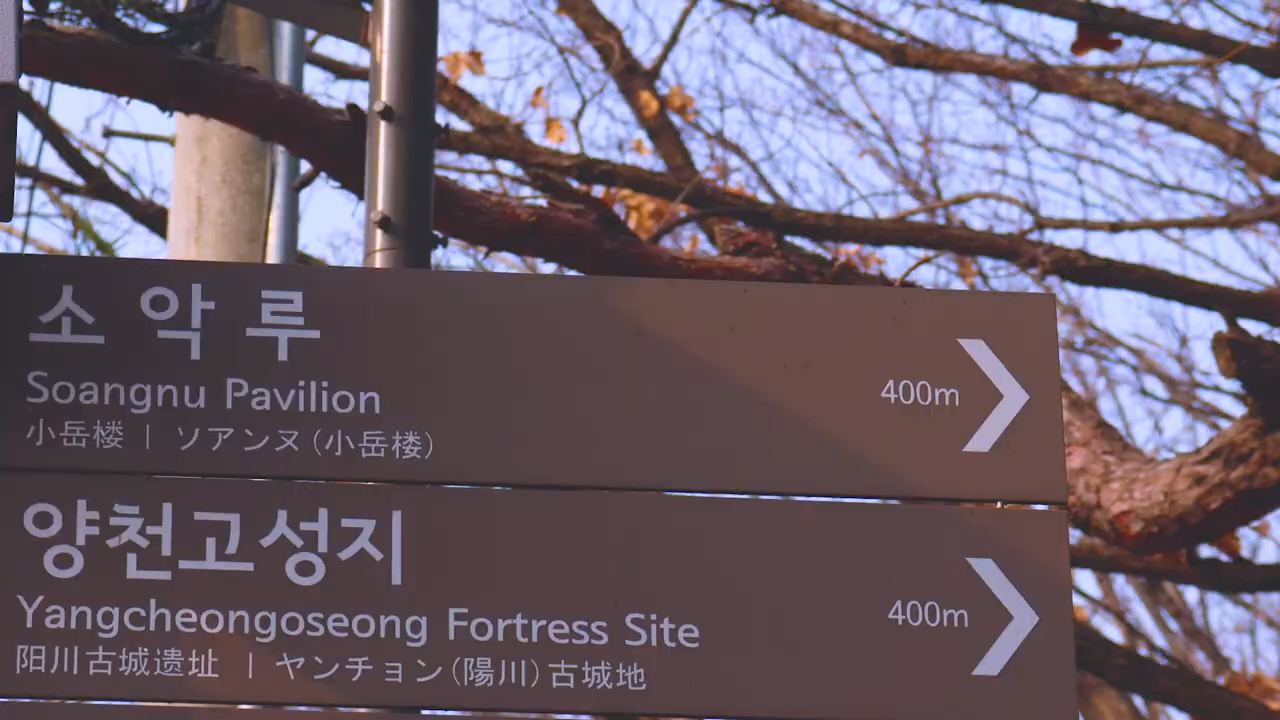 소 악 루
Soangnu Pavilion
400m
小岳楼 | ソアンヌ (小岳楼)
양천고성지
Yangcheongoseong Fortress Site
400m
阳川古城遗址 | ヤンチョン(陽川)古城地